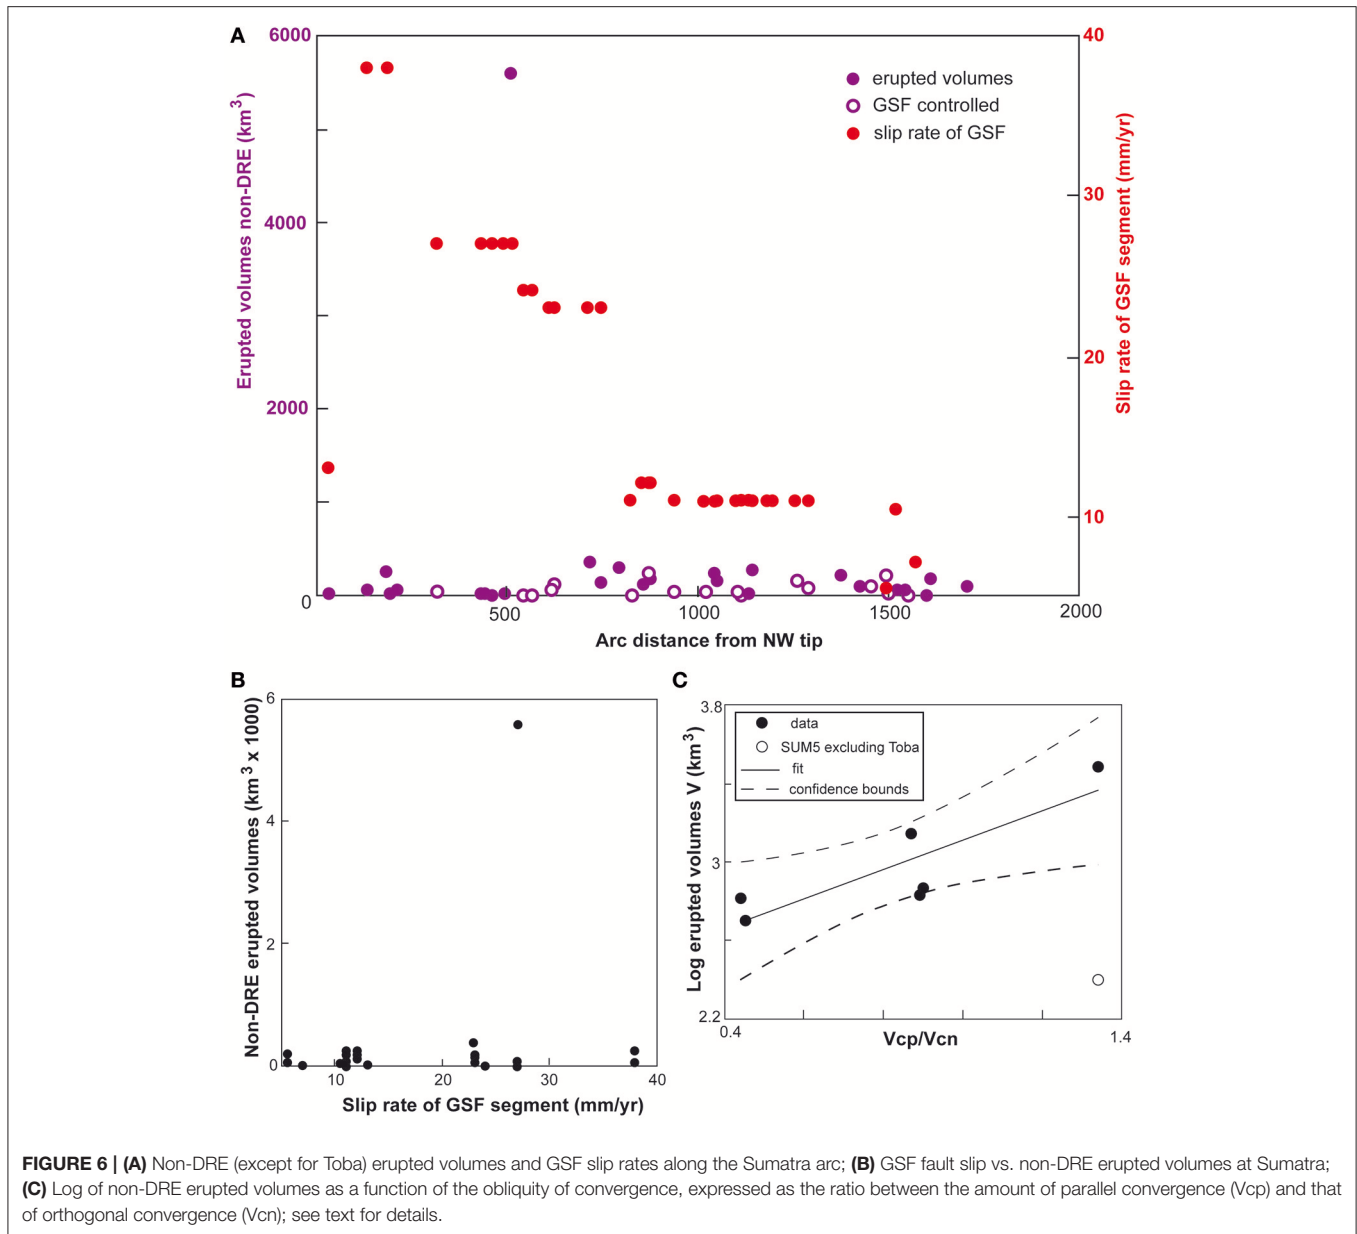 A
6000
4000
2000
0
Erupted volumes non-DRE (km³)
erupted volumes
GSF controlled
slip rate of GSF
40
30
20
10
Slip rate of GSF segment (mm/yr)
500
1000
1500
2000
Arc distance from NW tip
B
6
4
2
0
Non-DRE erupted volumes (km³ x 1000)
10
20
30
40
Slip rate of GSF segment (mm/yr)
C
3.8
3
2.2
Log erupted volumes V (km³)
data
SUM5 excluding Toba
fit
confidence bounds
0.4
1.4
Vcp/Vcn
FIGURE 6 | (A) Non-DRE (except for Toba) erupted volumes and GSF slip rates along the Sumatra arc; (B) GSF fault slip vs. non-DRE erupted volumes at Sumatra;
(C) Log of non-DRE erupted volumes as a function of the obliquity of convergence, expressed as the ratio between the amount of parallel convergence (Vcp) and that
of orthogonal convergence (Vcn); see text for details.